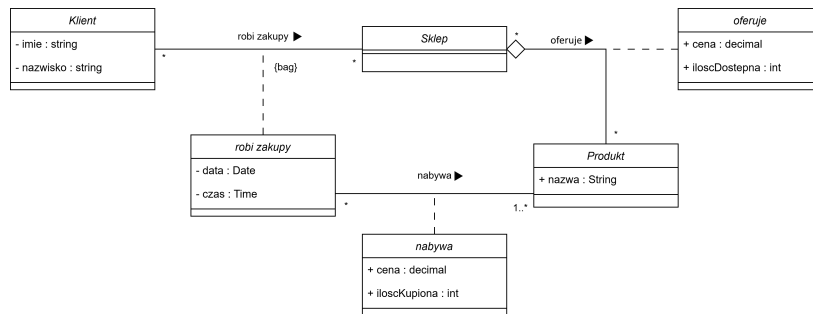 Klient
- imie : string
- nazwisko : string
*
robi zakupy ▶
{bag}
*
Sklep
*
oferuje ▶
*
oferuje
+ cena : decimal
+ iloscDostepna : int
robi zakupy
- data : Date
- czas : Time
*
nabywa ▶
1..*
Produkt
+ nazwa : String
nabywa
+ cena : decimal
+ iloscKupiona : int